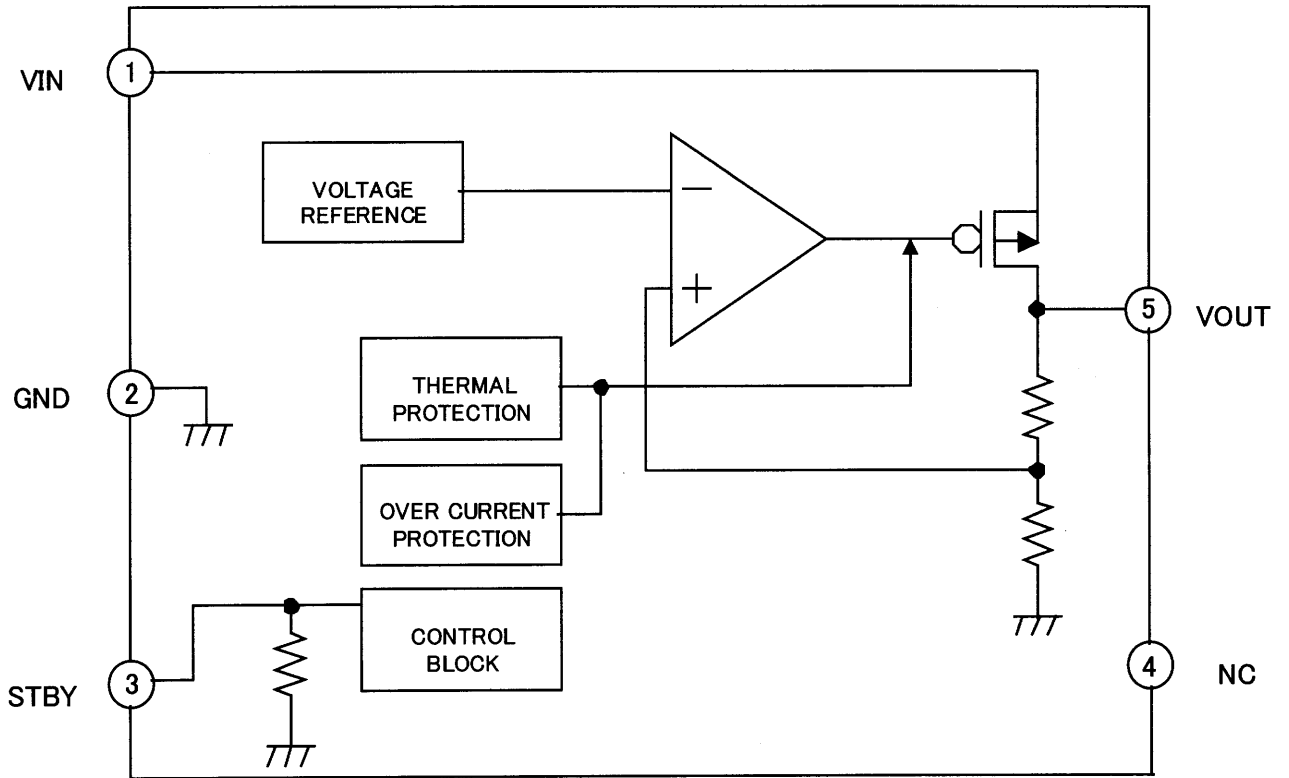 VIN
1
VOLTAGE
REFERENCE
−
+
5
VOUT
GND
2
THERMAL
PROTECTION
OVER CURRENT
PROTECTION
CONTROL
BLOCK
STBY
3
4
NC